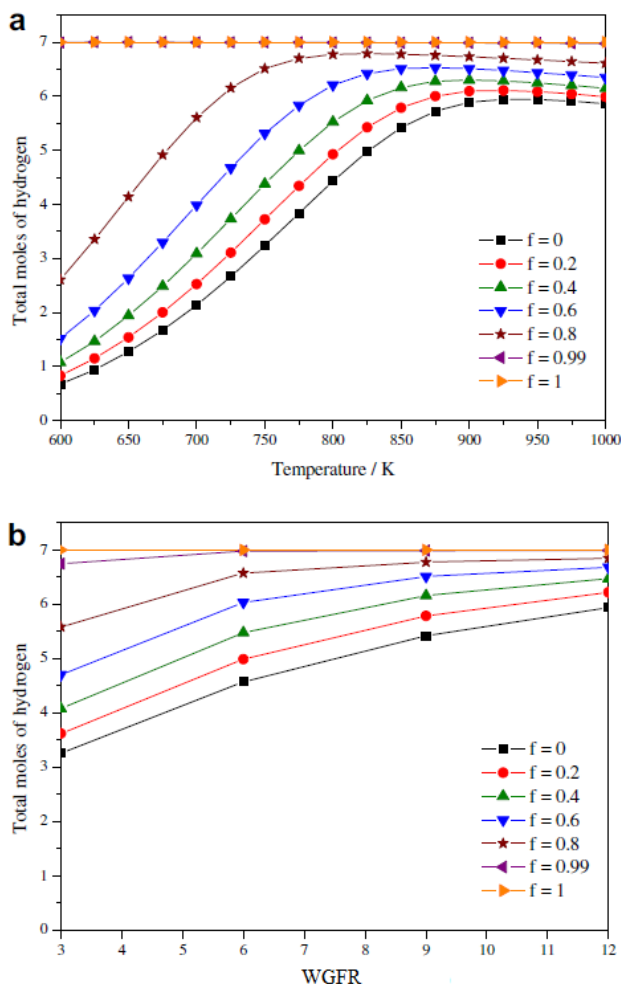 a
7
6
5
4
3
2
1
0
Total moles of hydrogen
f = 0
f = 0.2
f = 0.4
f = 0.6
f = 0.8
f = 0.99
f = 1
600 650 700 750 800 850 900 950 1000
Temperature / K
b
7
6
5
4
3
2
1
0
Total moles of hydrogen
f = 0
f = 0.2
f = 0.4
f = 0.6
f = 0.8
f = 0.99
f = 1
3 4 5 6 7 8 9 10 11 12
WGFR